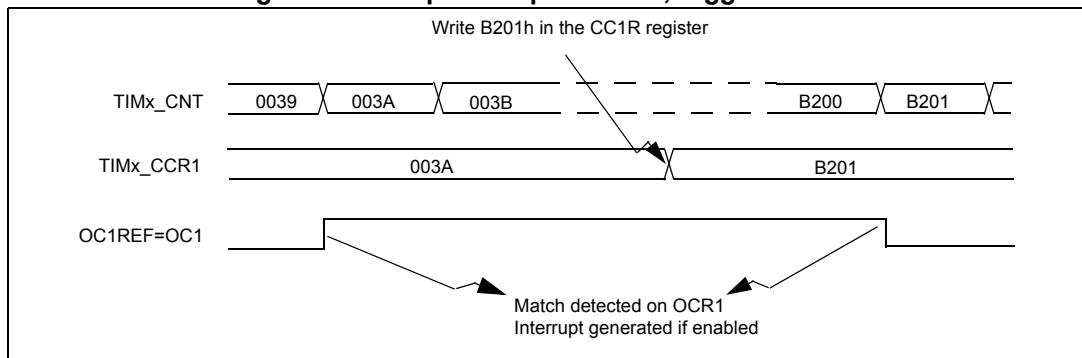 Write B201h in the CC1R register
TIMx_CNT 0039 003A 003B B200 B201
TIMx_CCR1 003A B201
OC1REF=OC1
Match detected on OCR1
Interrupt generated if enabled